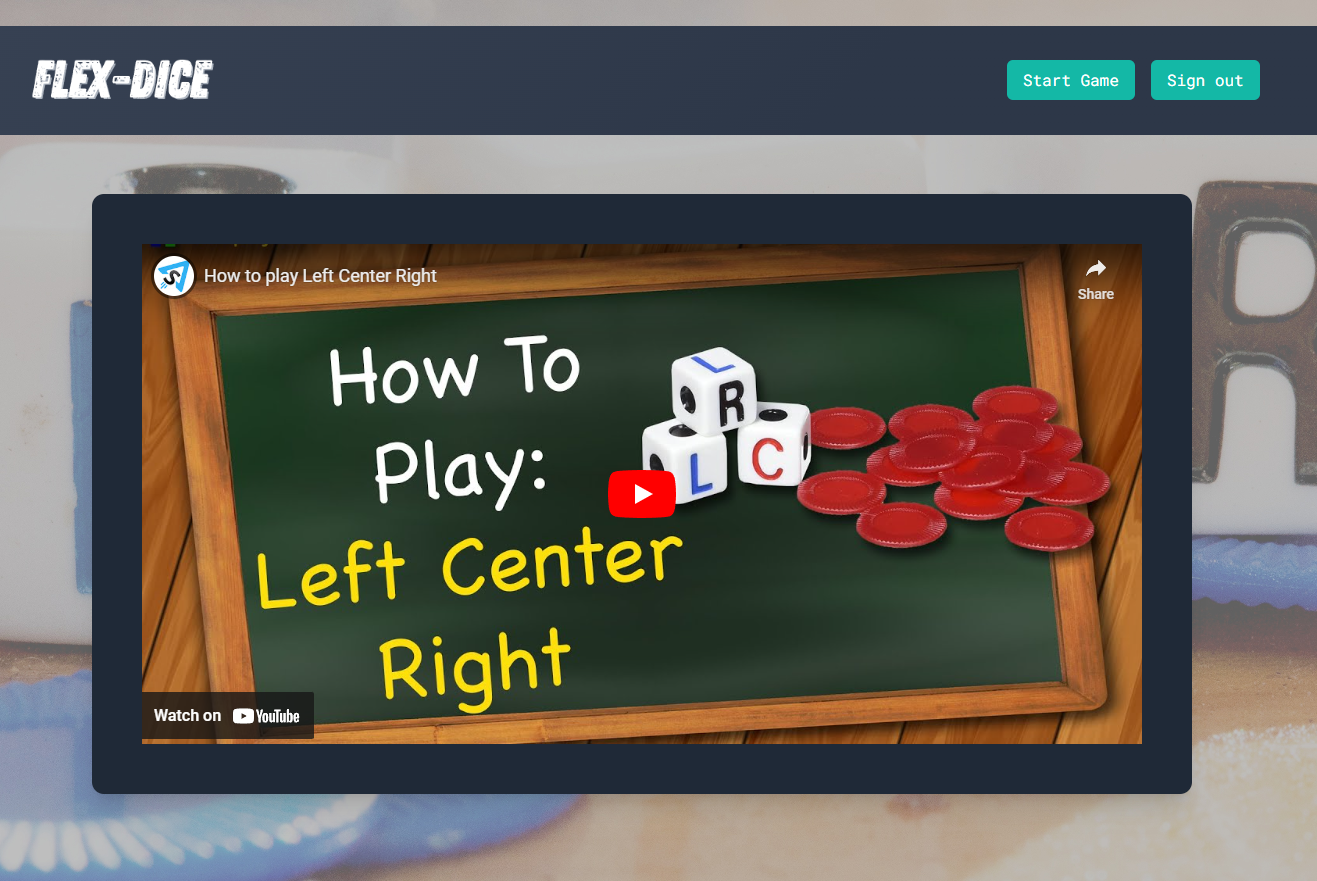 FLEX-DICE
Start Game
Sign out
How to play Left Center Right
Share
How To
Play:
Left Center
Right
L
R
L
C
R
Watch on YouTube